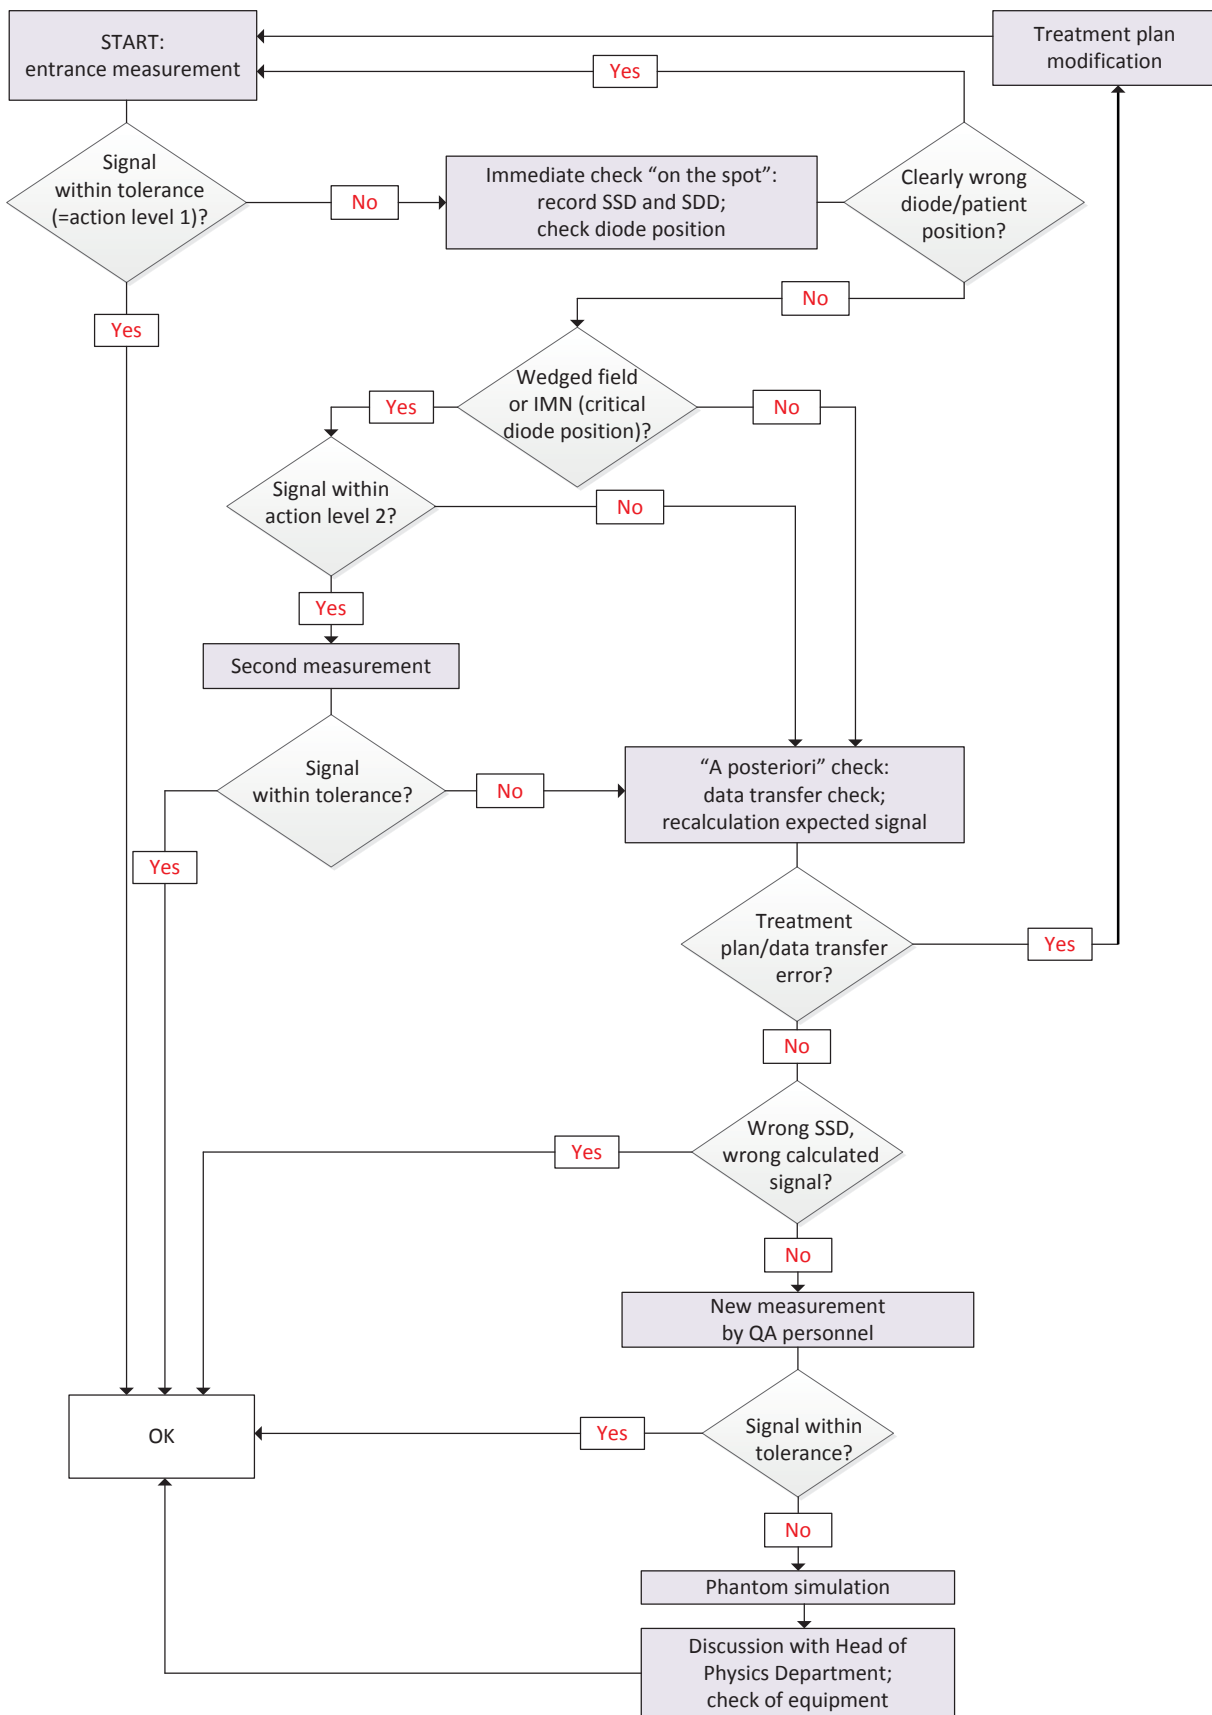 START:
entrance measurement
Treatment plan
modification
Yes
Signal
within tolerance
(=action level 1)?
No
Immediate check “on the spot”:
record SSD and SDD;
check diode position
Clearly wrong
diode/patient
position?
No
Yes
Wedged field
or IMN (critical
diode position)?
Yes
No
Signal within
action level 2?
No
Yes
Second measurement
Signal
within tolerance?
No
“A posteriori” check:
data transfer check;
recalculation expected signal
Yes
Treatment
plan/data transfer
error?
Yes
No
Wrong SSD,
wrong calculated
signal?
Yes
No
New measurement
by QA personnel
OK
Yes
Signal within
tolerance?
No
Phantom simulation
Discussion with Head of
Physics Department;
check of equipment